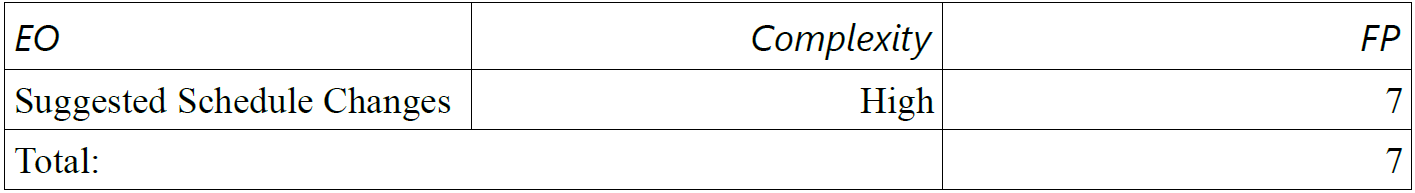 EO Complexity FP
Suggested Schedule Changes High 7
Total: 7